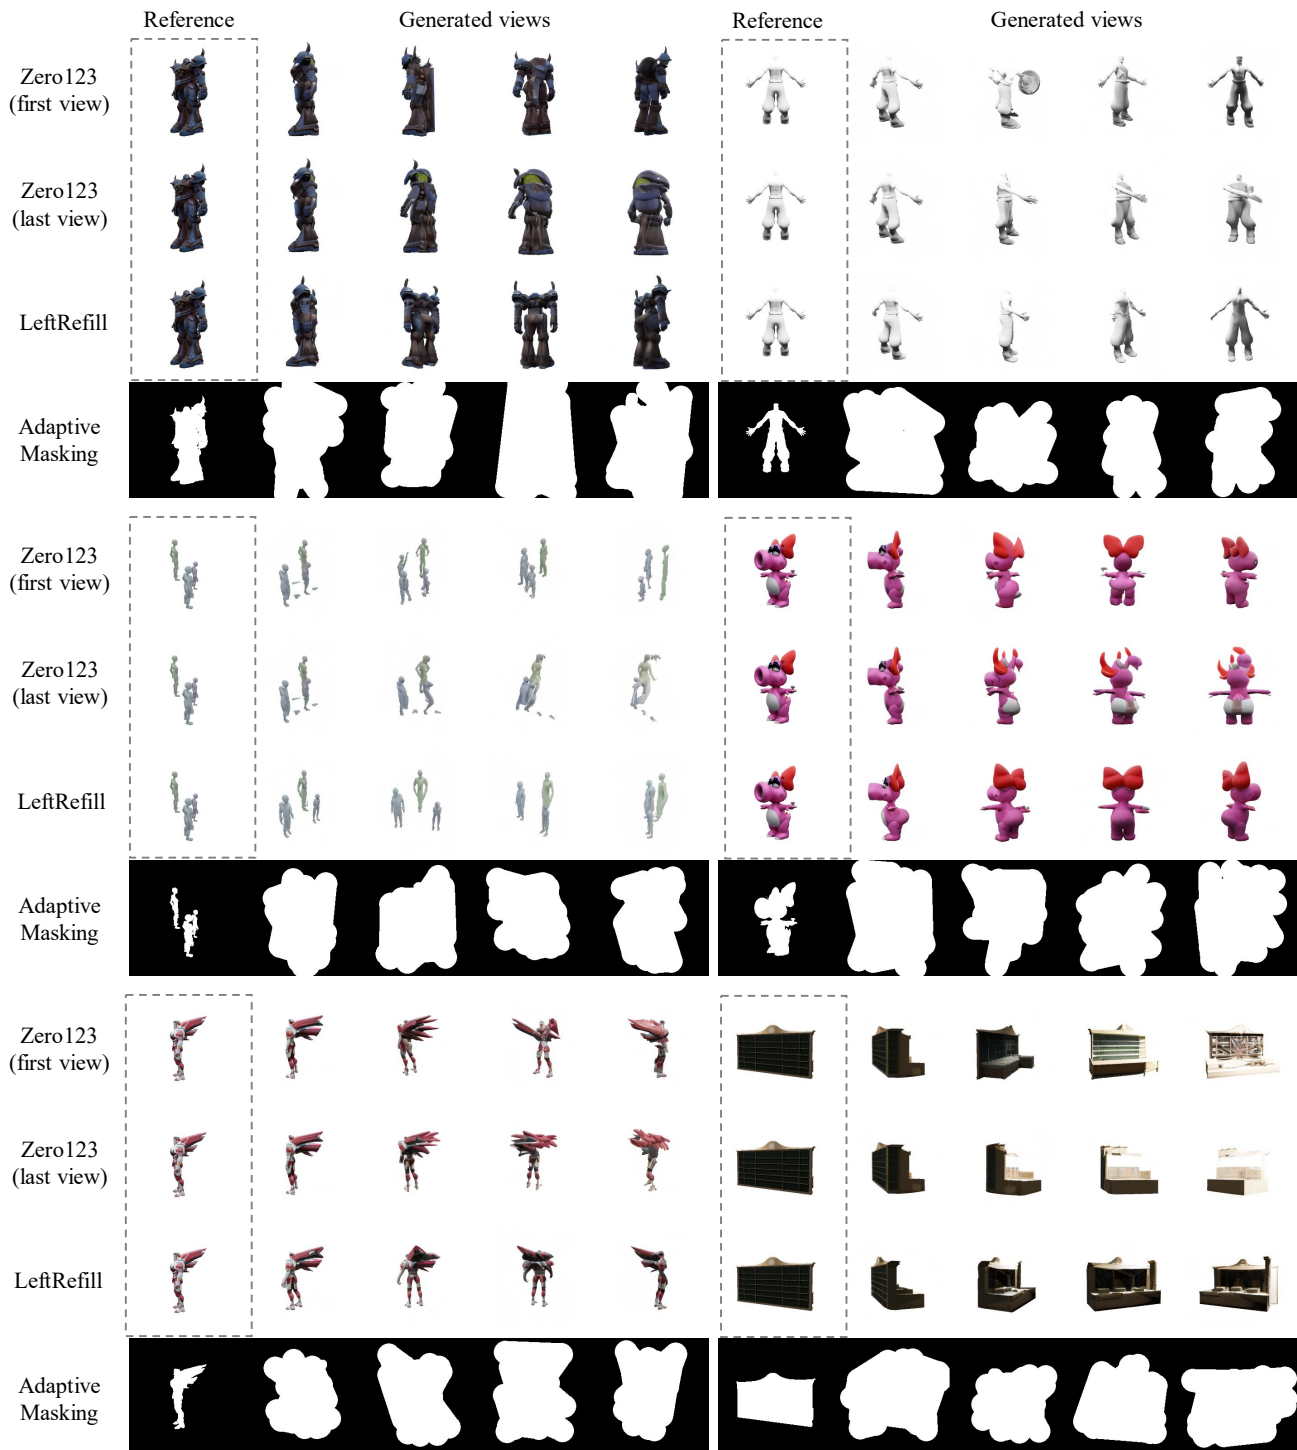 Reference Generated views Reference Generated views
Zero123
(first view)
Zero123
(last view)
LeftRefill
Adaptive
Masking
Zero123
(first view)
Zero123
(last view)
LeftRefill
Adaptive
Masking
Zero123
(first view)
Zero123
(last view)
LeftRefill
Adaptive
Masking